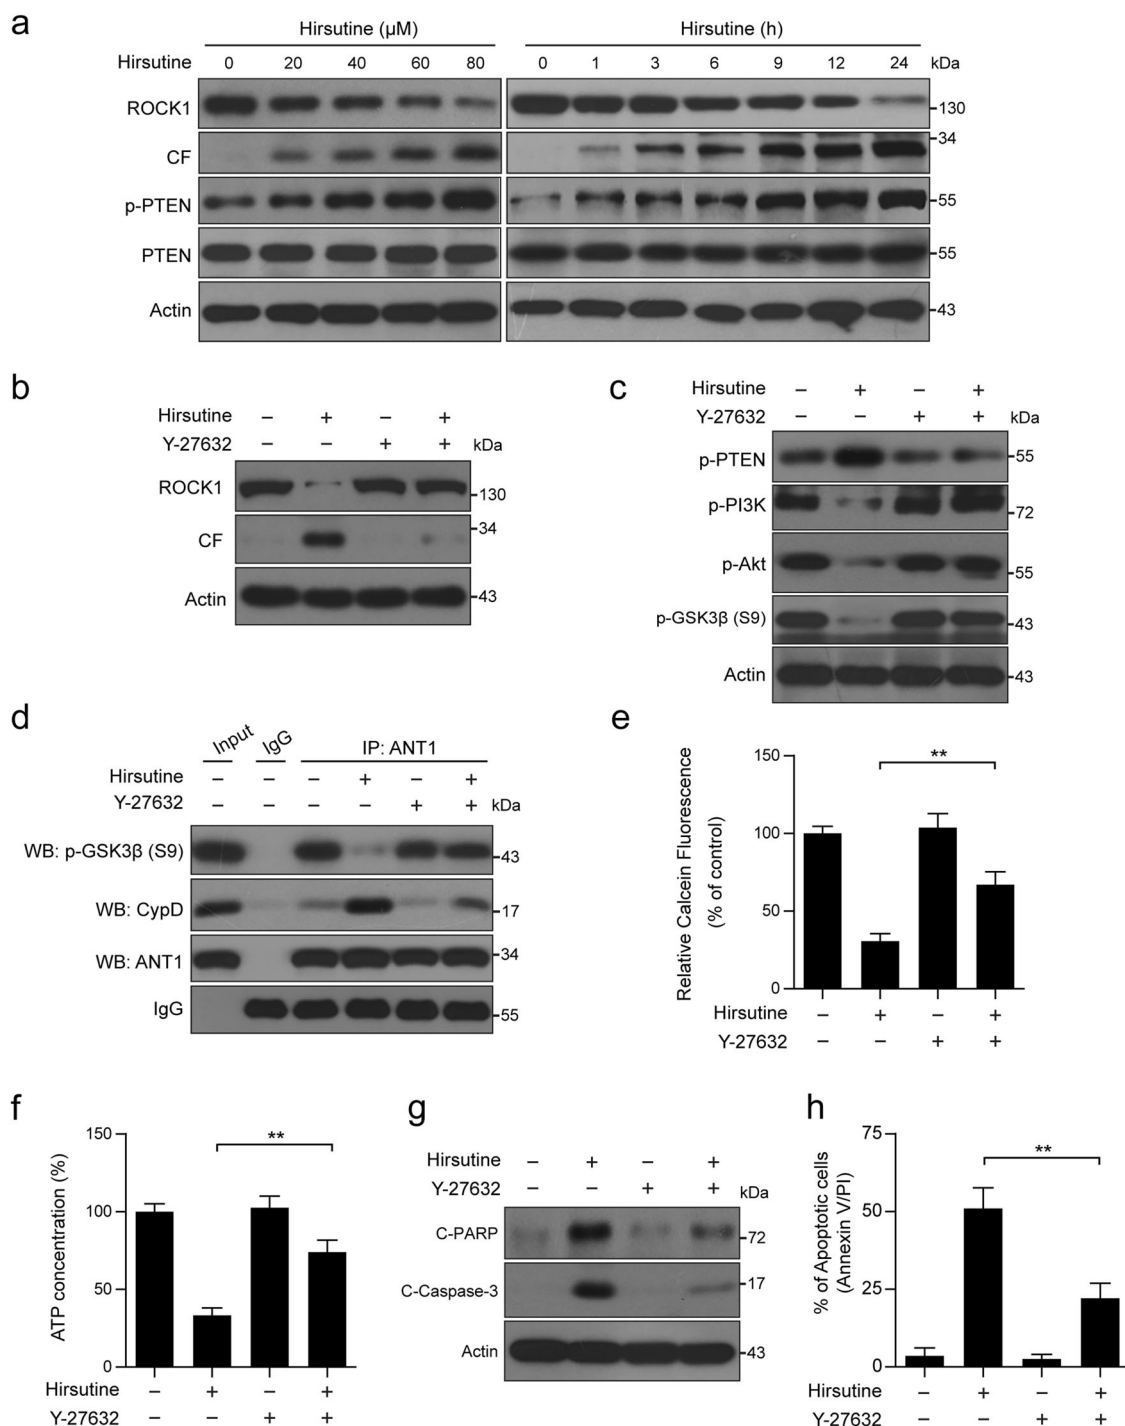 a
Hirsutine (μM) Hirsutine (h)
Hirsutine 0 20 40 60 80 0 1 3 6 9 12 24 kDa
ROCK1 130
CF 34
p-PTEN 55
PTEN 55
Actin 43
b
Hirsutine – + – +
Y-27632 – – + + kDa
ROCK1 130
CF 34
Actin 43
c
Hirsutine – + – +
Y-27632 – – + + kDa
p-PTEN 55
p-PI3K 72
p-Akt 55
p-GSK3β (S9) 43
Actin 43
d
Input IgG IP: ANT1
Hirsutine – – – + – +
Y-27632 – – – – + + kDa
WB: p-GSK3β (S9) 43
WB: CypD 17
WB: ANT1 34
IgG 55
e
Relative Calcein Fluorescence
(% of control)
150
100
50
0
**
Hirsutine – + – +
Y-27632 – – + +
f
ATP concentration (%)
150
100
50
0
**
Hirsutine – + – +
Y-27632 – – + +
g
Hirsutine – + – +
Y-27632 – – + + kDa
C-PARP 72
C-Caspase-3 17
Actin 43
h
% of Apoptotic cells
(Annexin V/PI)
75
50
25
0
**
Hirsutine – + – +
Y-27632 – – + +